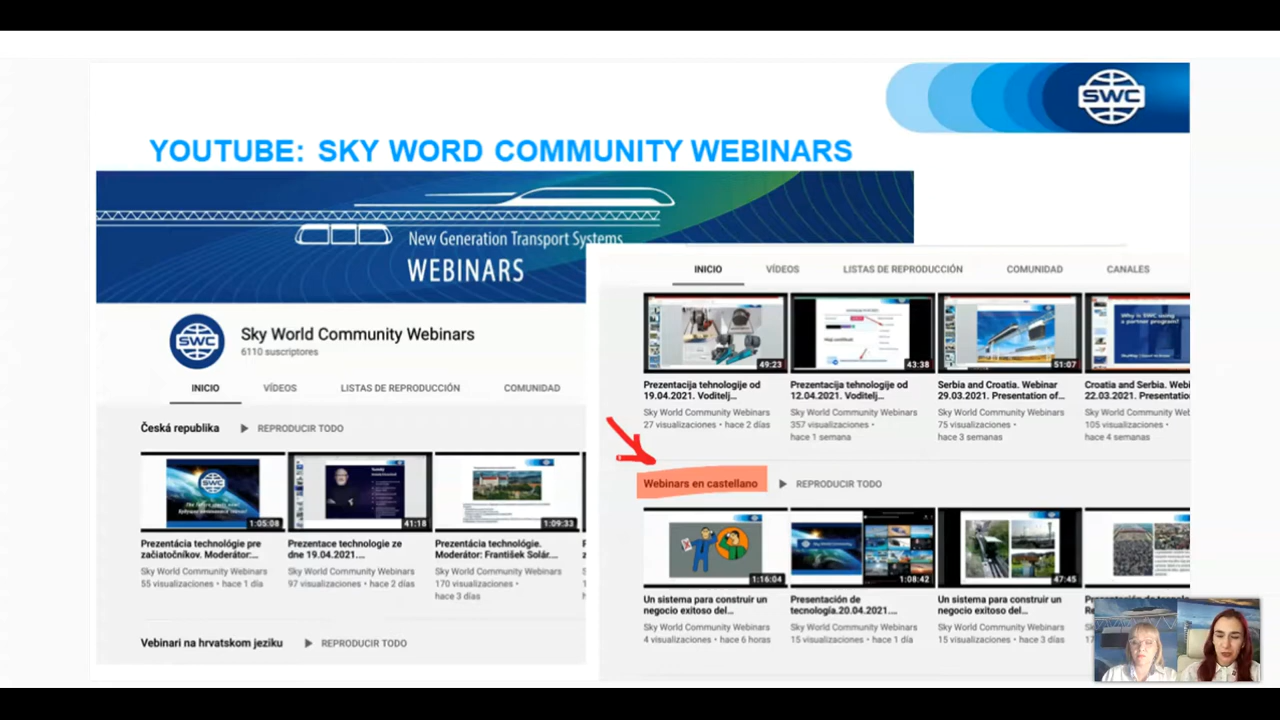 SWC
YOUTUBE: SKY WORD COMMUNITY WEBINARS
New Generation Transport Systems
WEBINARS
SWC
Sky World Community Webinars
6110 suscriptores
INICIO VÍDEOS LISTAS DE REPRODUCCIÓN COMUNIDAD
Česká republika REPRODUCIR TODO
SWC
1:05:08 41:18 1:09:33
Prezentácia technológie pre
začiatočníkov. Moderátor:...
Sky World Community Webinars
55 visualizaciones • hace 1 día
Prezentace technologie ze
dne 19.04.2021....
Sky World Community Webinars
97 visualizaciones • hace 2 días
Prezentácia technológie.
Moderátor: František Solár....
Sky World Community Webinars
170 visualizaciones •
hace 3 días
Vebinari na hrvatskom jeziku REPRODUCIR TODO
INICIO VÍDEOS LISTAS DE REPRODUCCIÓN COMUNIDAD CANALES
Why is SWC using
a partner program?
49:23 43:38 51:07
Prezentacija tehnologije od
19.04.2021. Voditelj...
Sky World Community Webinars
27 visualizaciones • hace 2 días
Prezentacija tehnologije od
12.04.2021. Voditelj...
Sky World Community Webinars
357 visualizaciones •
hace 1 semana
Serbia and Croatia. Webinar
29.03.2021. Presentation of...
Sky World Community Webinars
75 visualizaciones •
hace 3 semanas
Croatia and Serbia. Webi
22.03.2021. Presentation
Sky World Community Webinars
105 visualizaciones •
hace 4 semanas
Webinars en castellano REPRODUCIR TODO
1:16:04 1:08:42 47:45
Un sistema para construir un
negocio exitoso del...
Sky World Community Webinars
4 visualizaciones • hace 6 horas
Presentación de
tecnología.20.04.2021....
Sky World Community Webinars
15 visualizaciones • hace 1 día
Un sistema para construir un
negocio exitoso del...
Sky World Community Webinars
15 visualizaciones • hace 3 días